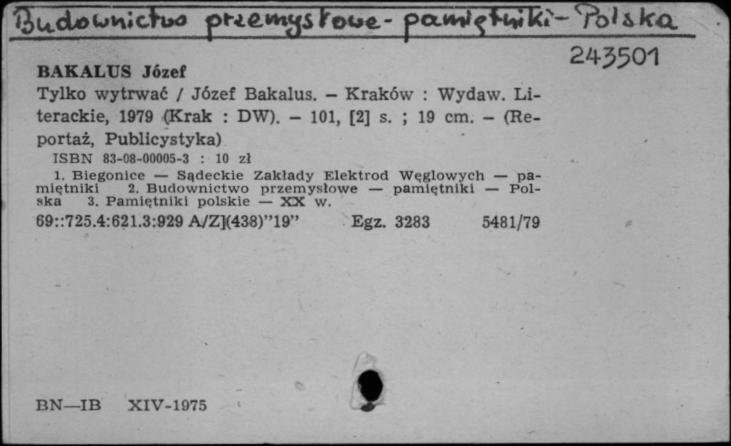 Budownictwo przemysłowe - pamiętniki - Polska
243501
BAKALUS Józef
Tylko wytrwać / Józef Bakalus. — Kraków : Wydaw. Li-
terackie, 1979 (Krak : DW). — 101, [2] s. ; 19 cm. — (Re-
portaż, Publicystyka)
ISBN 83-08-00005-3 : 10 zł
1. Biegonice — Sądeckie Zakłady Elektrod Węglowych — pa-
miętniki 2. Budownictwo przemysłowe — pamiętniki — Pol-
ska 3. Pamiętniki polskie — XX w.
69::725.4:621.3:929 A/Z](438)"19" Egz. 3283 5481/79
BN—IB XIV-1975